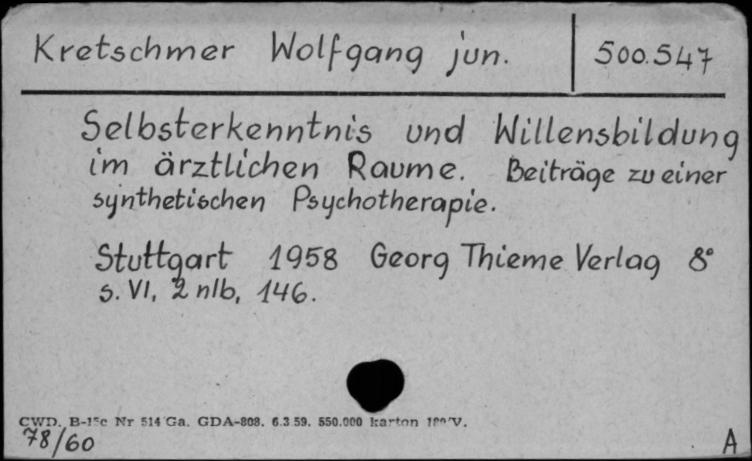 Kretschmer Wolfgang jun. 500.547
Selbsterkenntnis und Willensbildung
im ärztlichen Raume. Beiträge zu einer
synthetischen Psychotherapie.
Stuttgart 1958 Georg Thieme Verlag 8°
s. VI, 2 nlb, 146.
CWD. Nr 514 Ga. GDA-808. 6.3.59. 550.000 karton V.
78/60
A